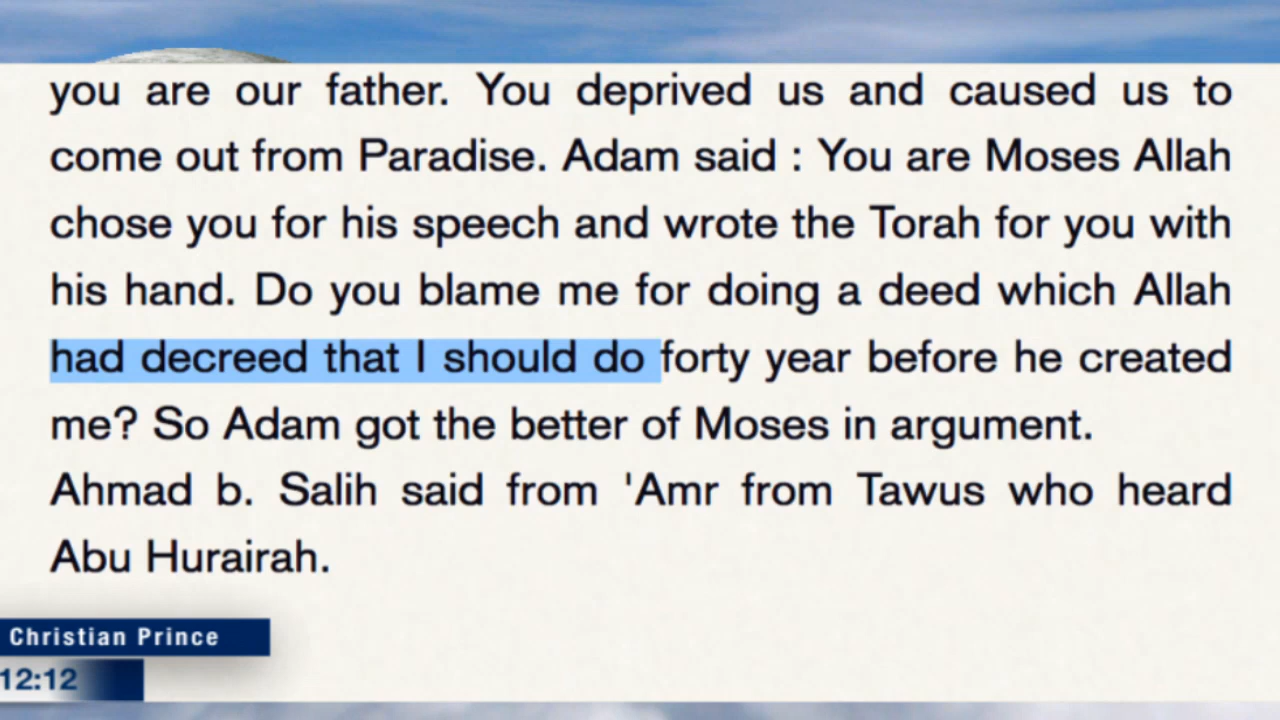 you are our father. You deprived us and caused us to
come out from Paradise. Adam said : You are Moses Allah
chose you for his speech and wrote the Torah for you with
his hand. Do you blame me for doing a deed which Allah
had decreed that I should do forty year before he created
me? So Adam got the better of Moses in argument.
Ahmad b. Salih said from 'Amr from Tawus who heard
Abu Hurairah.
Christian Prince
12:12